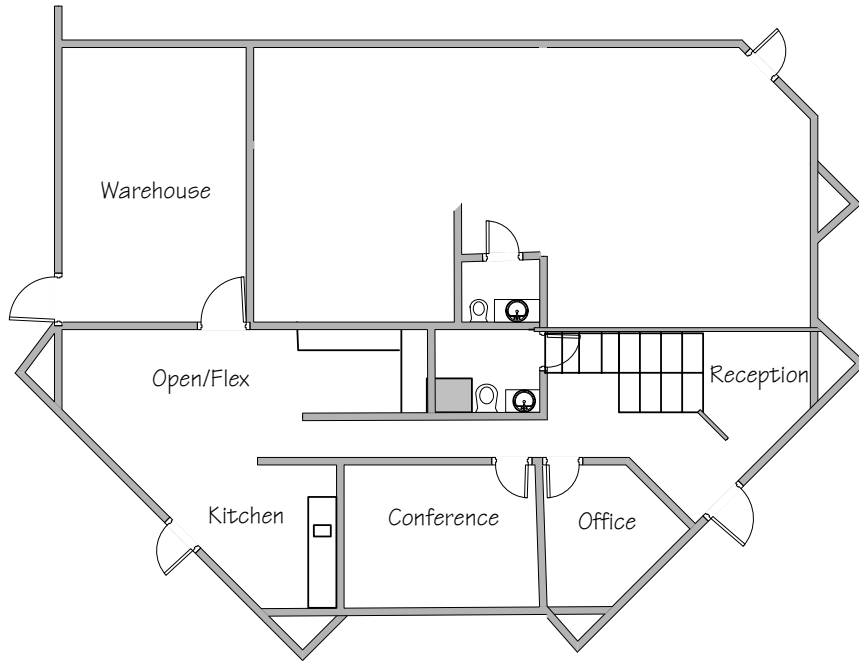 Warehouse
Open/Flex
Reception
Kitchen
Conference
Office